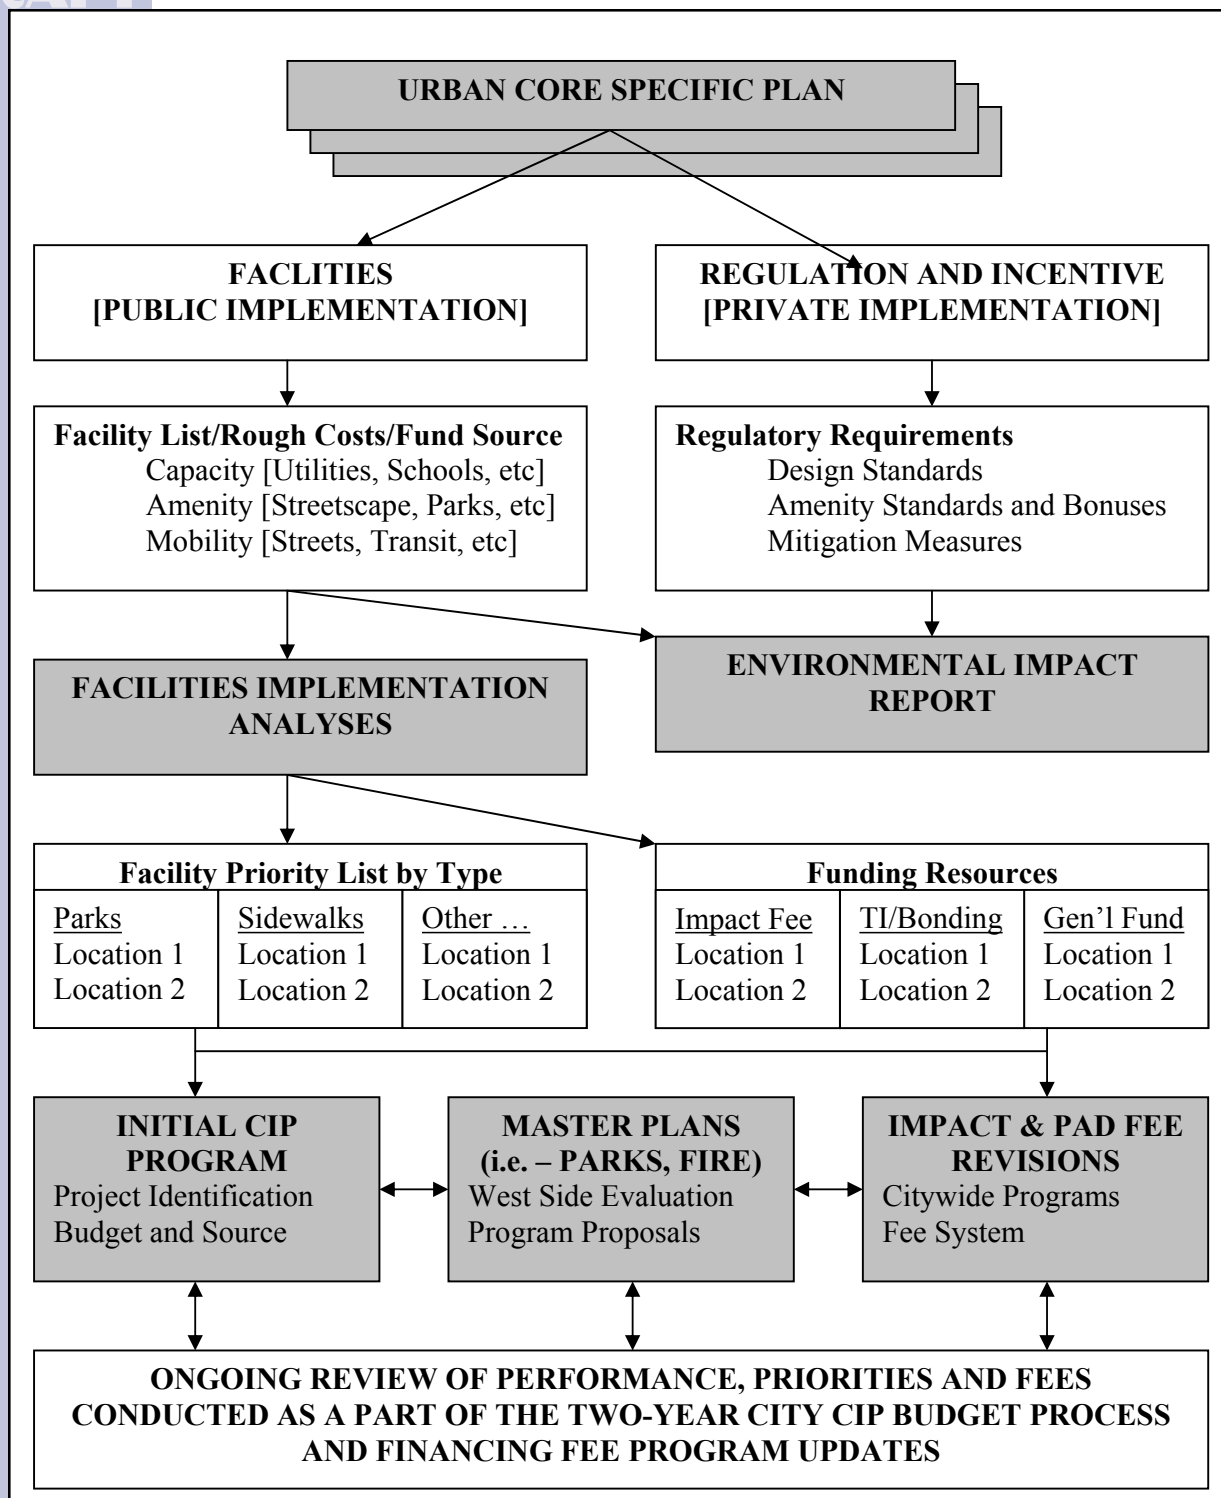 URBAN CORE SPECIFIC PLAN
FACLITIES
[PUBLIC IMPLEMENTATION]
REGULATION AND INCENTIVE
[PRIVATE IMPLEMENTATION]
Facility List/Rough Costs/Fund Source
Capacity [Utilities, Schools, etc]
Amenity [Streetscape, Parks, etc]
Mobility [Streets, Transit, etc]
Regulatory Requirements
Design Standards
Amenity Standards and Bonuses
Mitigation Measures
FACILITIES IMPLEMENTATION
ANALYSES
ENVIRONMENTAL IMPACT
REPORT
Facility Priority List by Type
Parks
Location 1
Location 2
Sidewalks
Location 1
Location 2
Other …
Location 1
Location 2
Funding Resources
Impact Fee
Location 1
Location 2
TI/Bonding
Location 1
Location 2
Gen’l Fund
Location 1
Location 2
INITIAL CIP
PROGRAM
Project Identification
Budget and Source
MASTER PLANS
(i.e. – PARKS, FIRE)
West Side Evaluation
Program Proposals
IMPACT & PAD FEE
REVISIONS
Citywide Programs
Fee System
ONGOING REVIEW OF PERFORMANCE, PRIORITIES AND FEES
CONDUCTED AS A PART OF THE TWO-YEAR CITY CIP BUDGET PROCESS
AND FINANCING FEE PROGRAM UPDATES